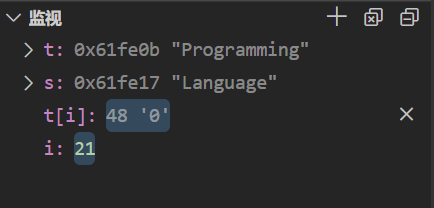 监视
t: 0x61fe0b "Programming"
s: 0x61fe17 "Language"
t[i]: 48 '0'
i: 21